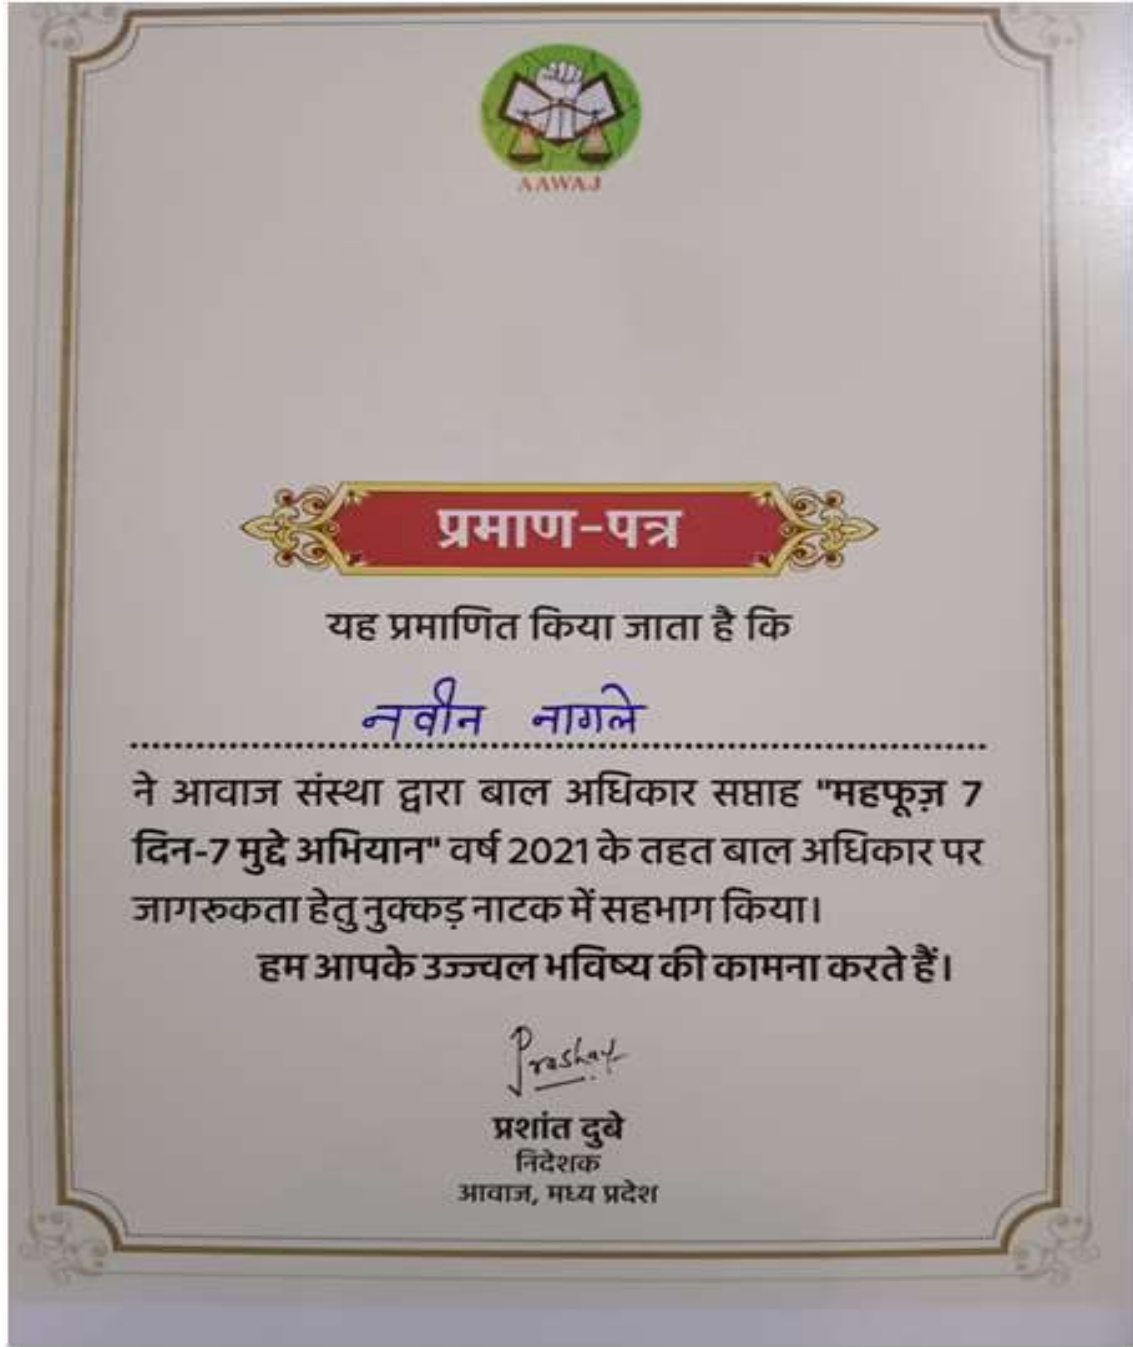 AAWAJ
प्रमाण-पत्र
यह प्रमाणित किया जाता है कि
नवीन नागले
ने आवाज संस्था द्वारा बाल अधिकार सप्ताह "महफूज़ 7
दिन-7 मुद्दे अभियान" वर्ष 2021 के तहत बाल अधिकार पर
जागरूकता हेतु नुक्कड़ नाटक में सहभाग किया।
हम आपके उज्ज्वल भविष्य की कामना करते हैं।
Prashant
प्रशांत दुबे
निदेशक
आवाज, मध्य प्रदेश